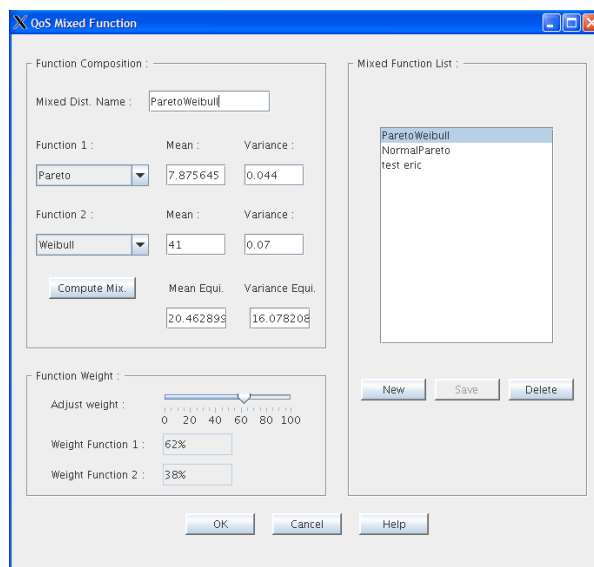 QoS Mixed Function
Function Composition :
Mixed Dist. Name : ParetoWeibull
Function 1 : Mean : Variance :
Pareto 7.875645 0.044
Function 2 : Mean : Variance :
Weibull 41 0.07
Compute Mix. Mean Equi. Variance Equi.
20.462899 16.078208
Function Weight :
Adjust weight :
0 20 40 60 80 100
Weight Function 1 : 62%
Weight Function 2 : 38%
Mixed Function List :
ParetoWeibull
NormalPareto
test eric
New Save Delete
OK Cancel Help